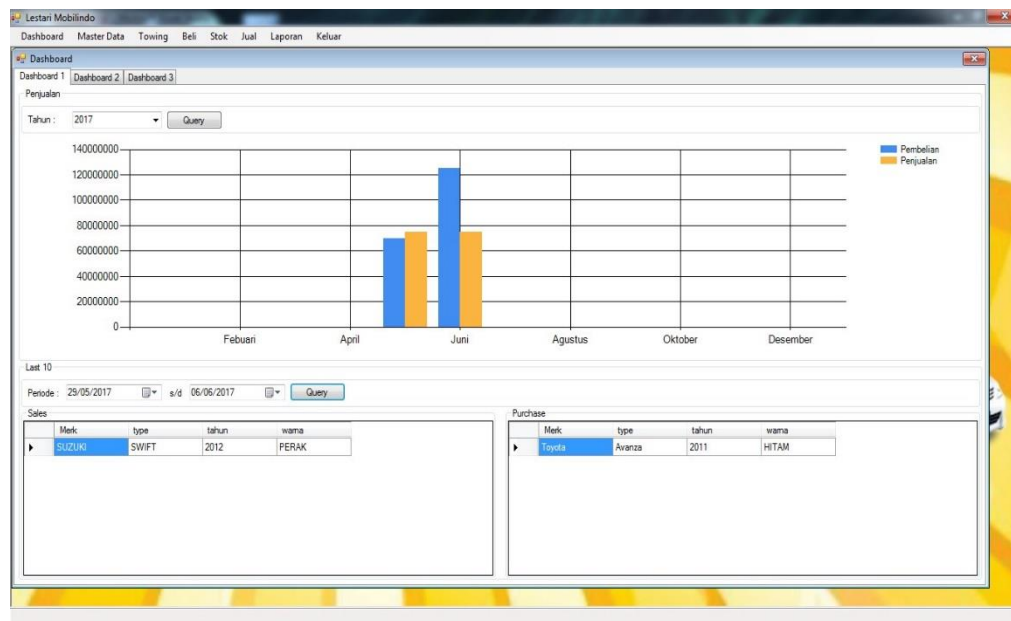 Lestari Mobilindo
Dashboard Master Data Towing Beli Stok Jual Laporan Keluar
Dashboard
Dashboard 1 Dashboard 2 Dashboard 3
Penjualan
Tahun : 2017 Query
140000000
120000000
100000000
80000000
60000000
40000000
20000000
0
Febuari April Juni Agustus Oktober Desember
Pembelian
Penjualan
Last 10
Periode : 29/05/2017 s/d 06/06/2017 Query
Sales
Merk type tahun warna
SUZUKI SWIFT 2012 PERAK
Purchase
Merk type tahun warna
Toyota Avanza 2011 HITAM